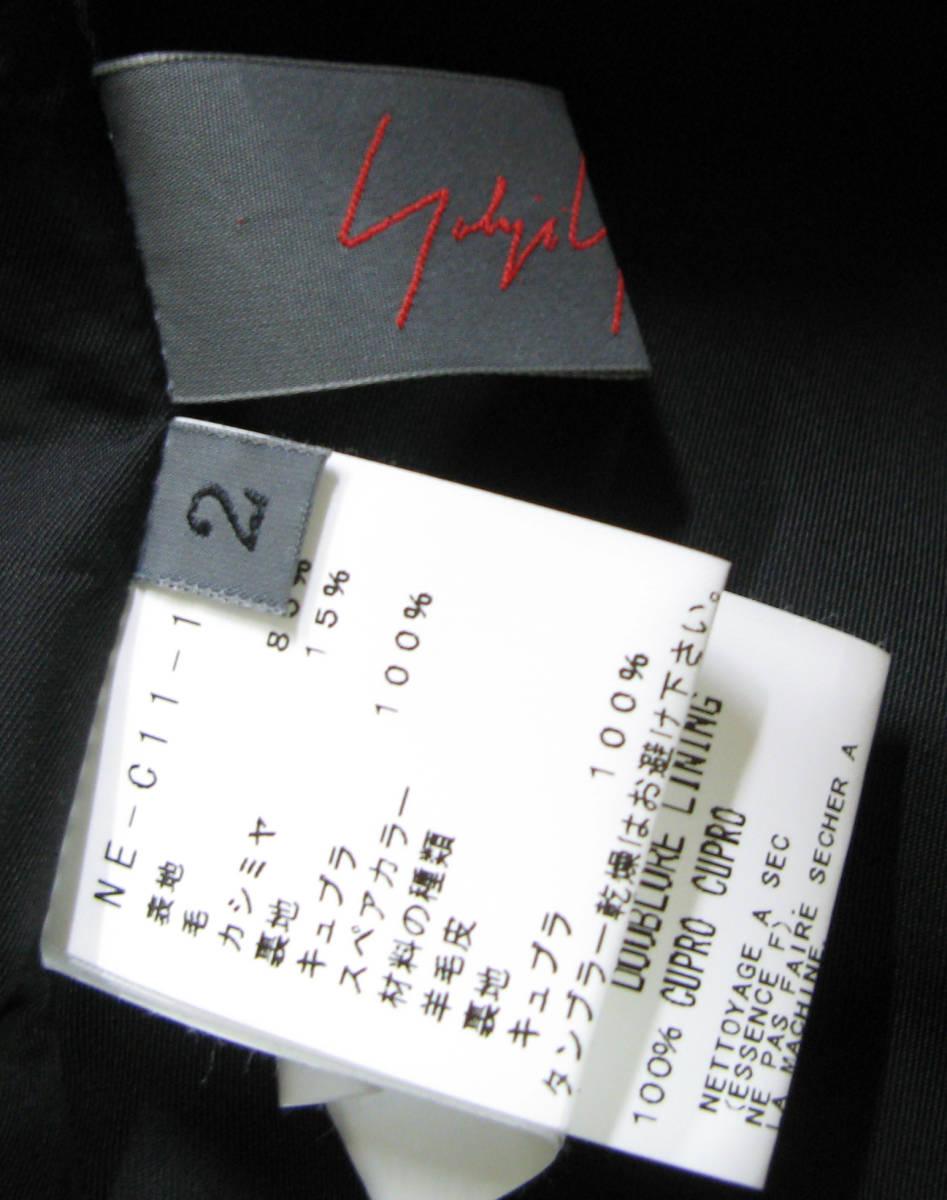 Yohji Y
2
NE-C11-1
表地
毛 85%
カシミヤ 15%
裏地
キュプラ 100%
スペアカラー
材料の種類
羊毛皮
裏地
キュプラ 100%
タンブラー乾燥はお避け下さい。
DOUBLURE LINING
100% CUPRO CUPRO
NETTOYAGE A SEC
(ESSENCE F)
NE PAS FAIRE SECHER A
LA MACHINE.